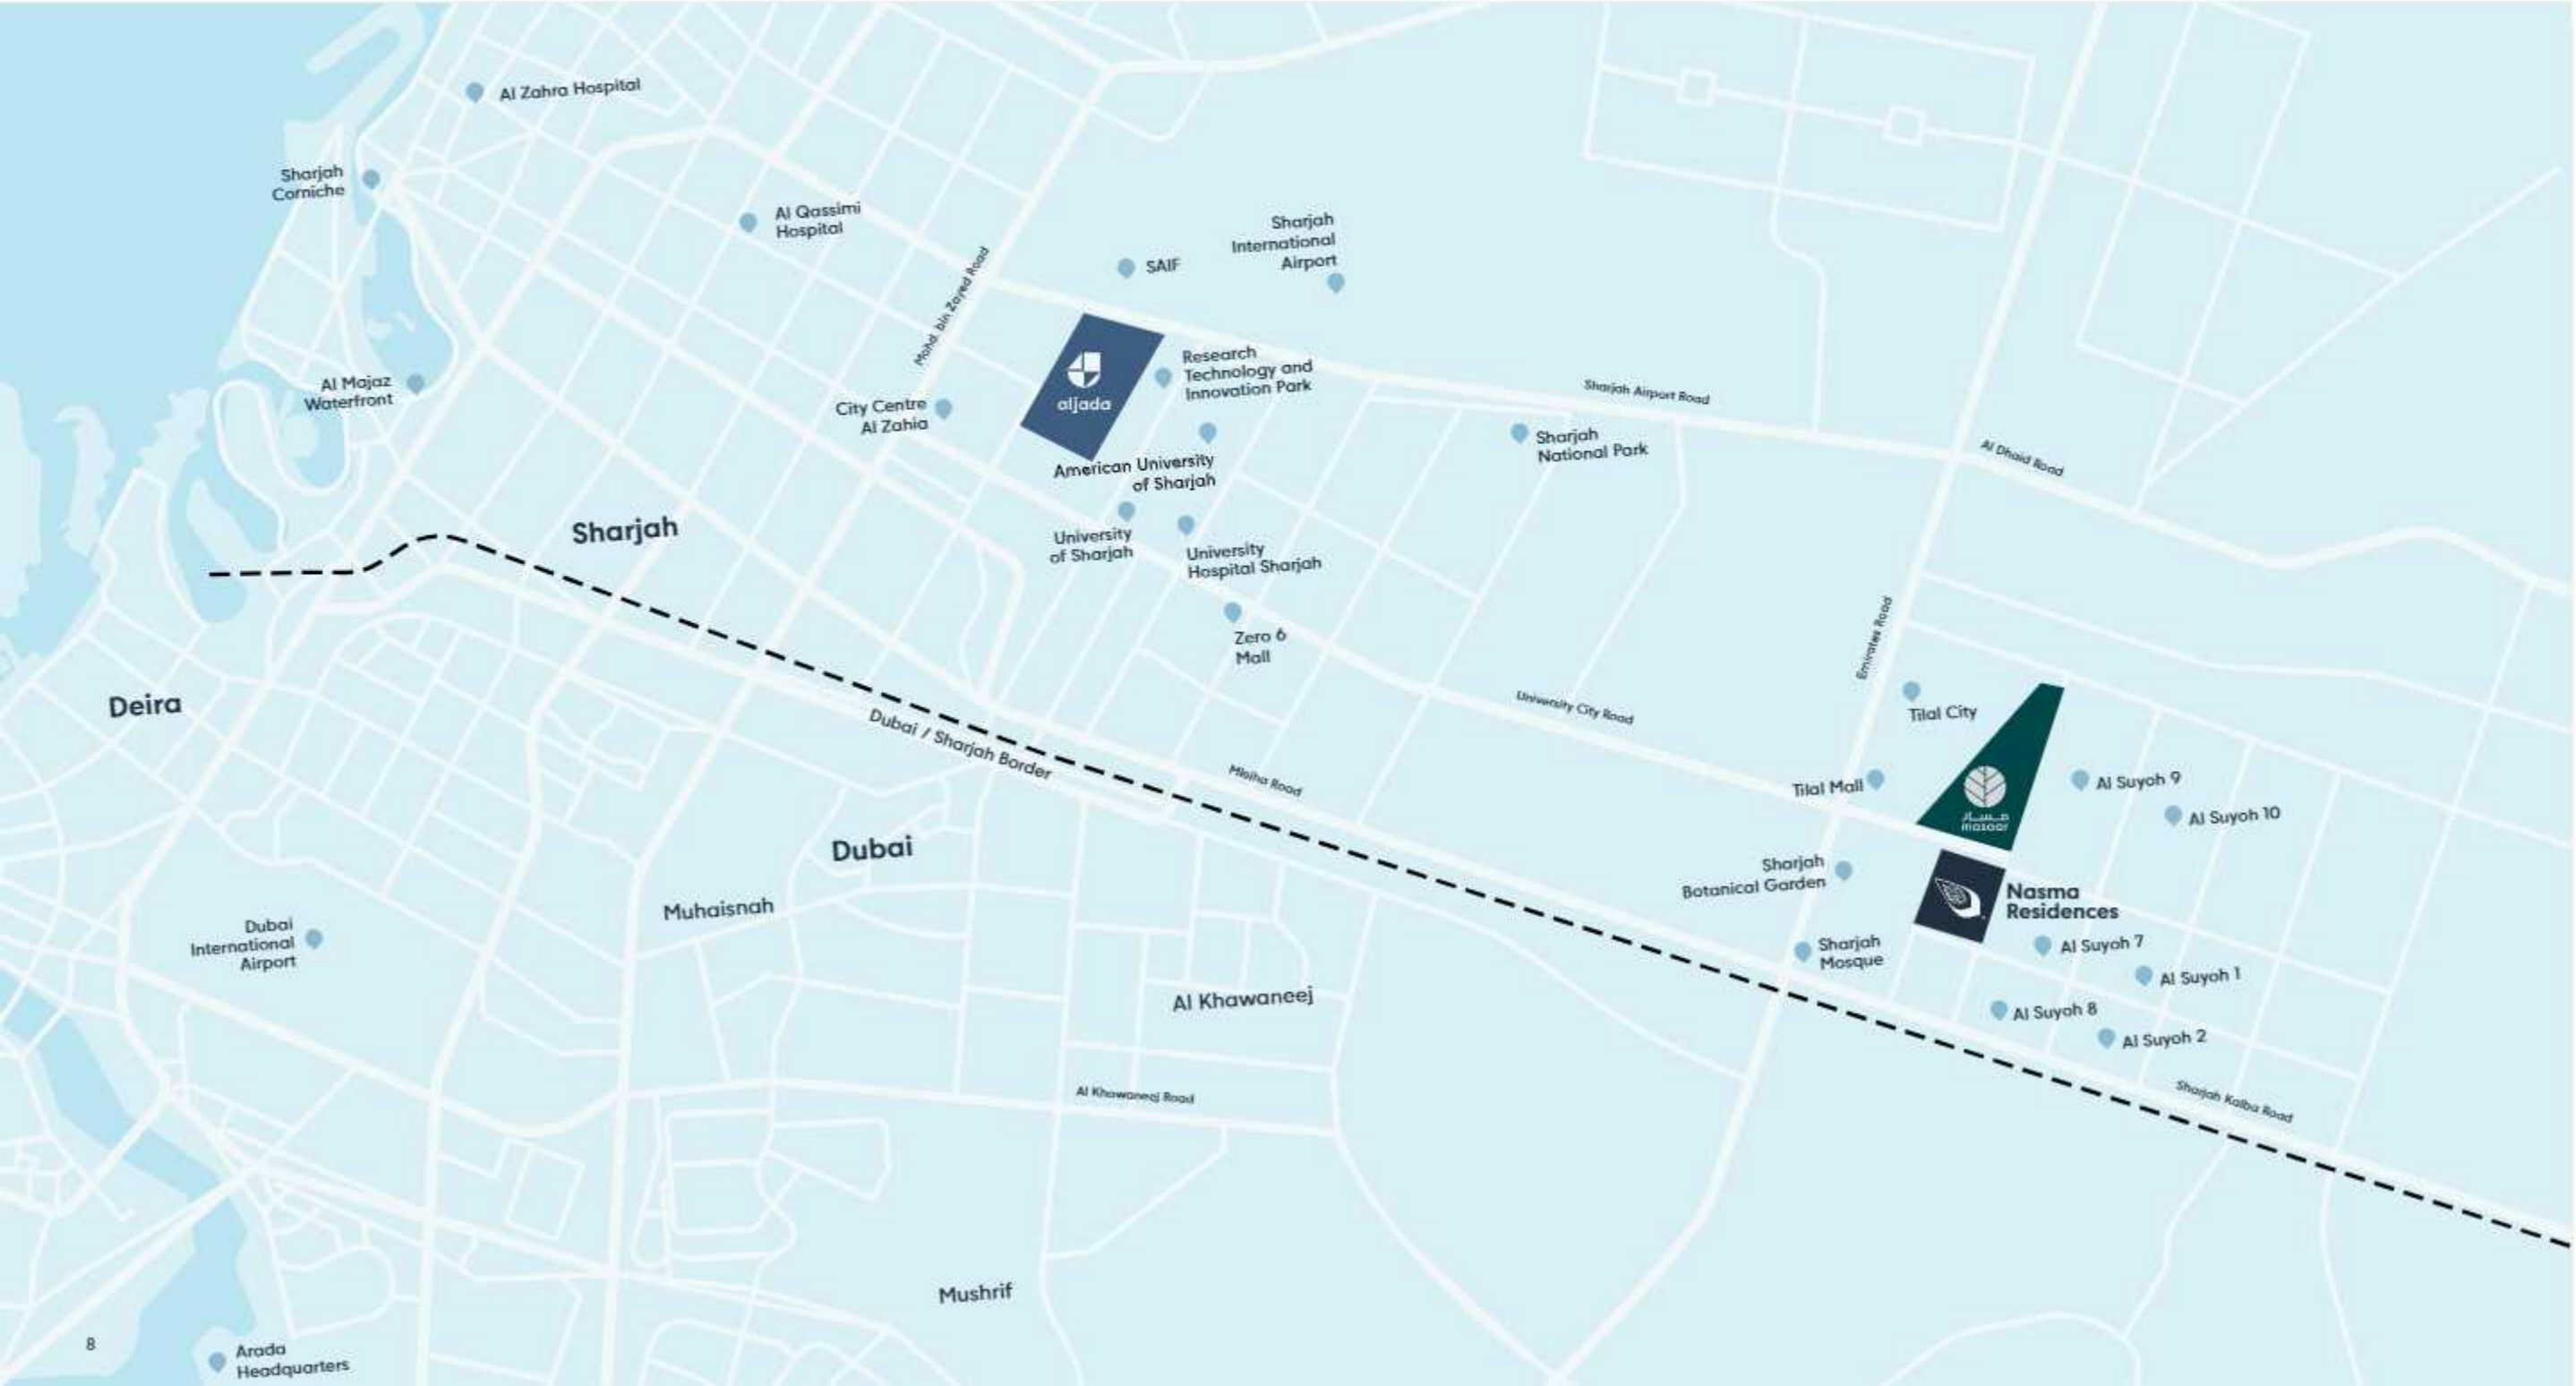 Al Zahra Hospital
Sharjah
Corniche
Al Qassimi
Hospital
Sharjah
International
Airport
SAIF
Mohd. bin Zayed Road
Al Majaz
Waterfront
City Centre
Al Zahia
aljada
Research
Technology and
Innovation Park
Sharjah Airport Road
Sharjah
National Park
Al Dhaid Road
American University
of Sharjah
University
of Sharjah
University
Hospital Sharjah
Sharjah
Zero 6
Mall
Emirates Road
Deira
Dubai / Sharjah Border
University City Road
Tilal City
Mleiha Road
Tilal Mall
مسار
masaar
Al Suyoh 9
Al Suyoh 10
Dubai
Sharjah
Botanical Garden
Nasma
Residences
Muhaisnah
Dubai
International
Airport
Sharjah
Mosque
Al Suyoh 7
Al Suyoh 1
Al Khawaneej
Al Suyoh 8
Al Suyoh 2
Al Khawaneej Road
Sharjah Kalba Road
Mushrif
8
Arada
Headquarters